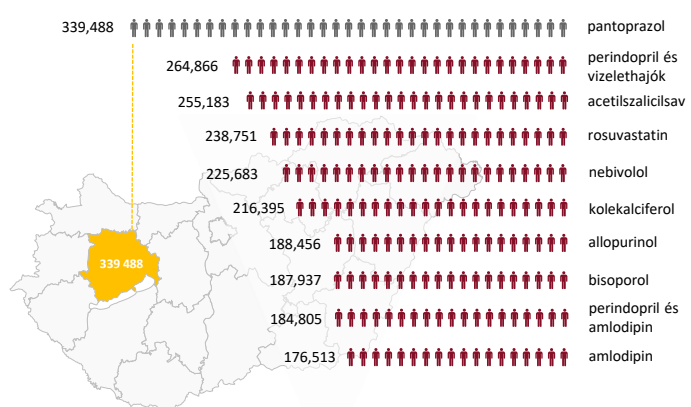 339,488 pantoprazol
264,866 perindopril és
vizelethajók
255,183 acetilszalicilsav
238,751 rosuvastatin
225,683 nebivolol
216,395 kolekalciferol
188,456 allopurinol
339 488
187,937 bisoporol
184,805 perindopril és
amlodipin
176,513 amlodipin